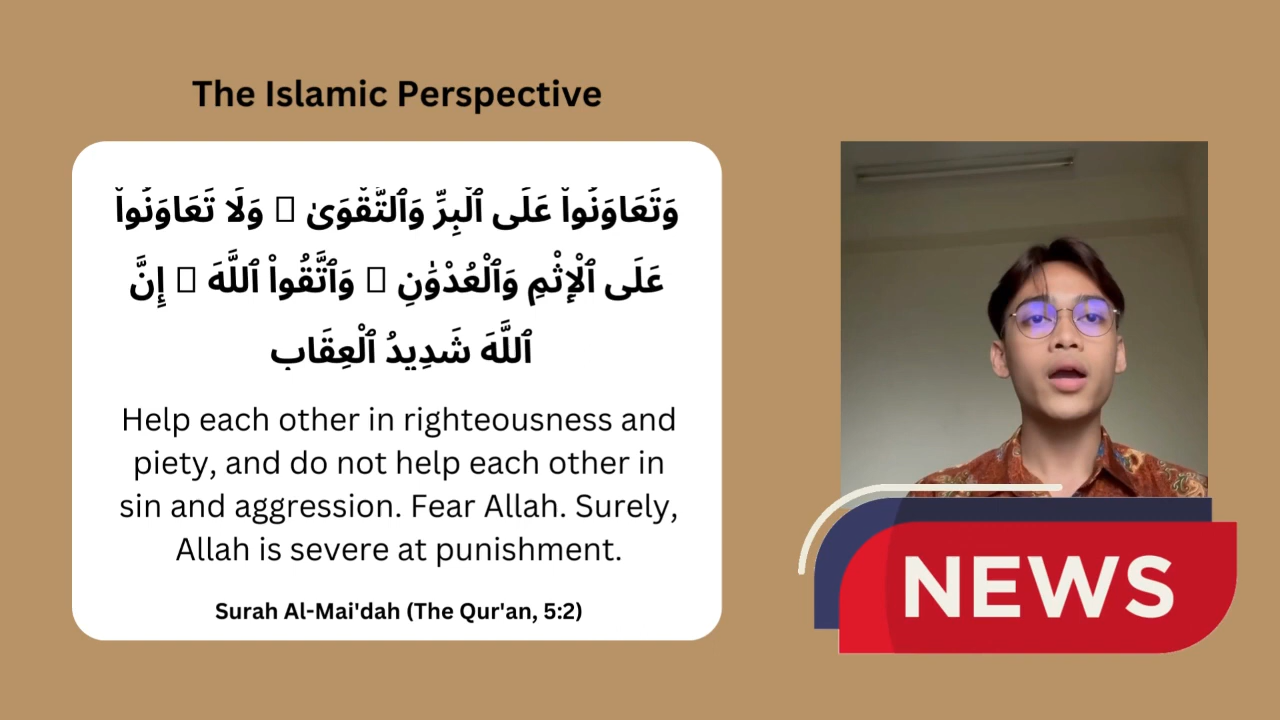 The Islamic Perspective
وَتَعَاوَنُوا۟ عَلَى ٱلْبِرِّ وَٱلتَّقْوَىٰ ▯ وَلَا تَعَاوَنُوا۟
عَلَى ٱلْإِثْمِ وَٱلْعُدْوَٰنِ ▯ وَٱتَّقُوا۟ ٱللَّهَ ▯ إِنَّ
ٱللَّهَ شَدِيدُ ٱلْعِقَابِ
Help each other in righteousness and
piety, and do not help each other in
sin and aggression. Fear Allah. Surely,
Allah is severe at punishment.
Surah Al-Mai'dah (The Qur'an, 5:2)
NEWS